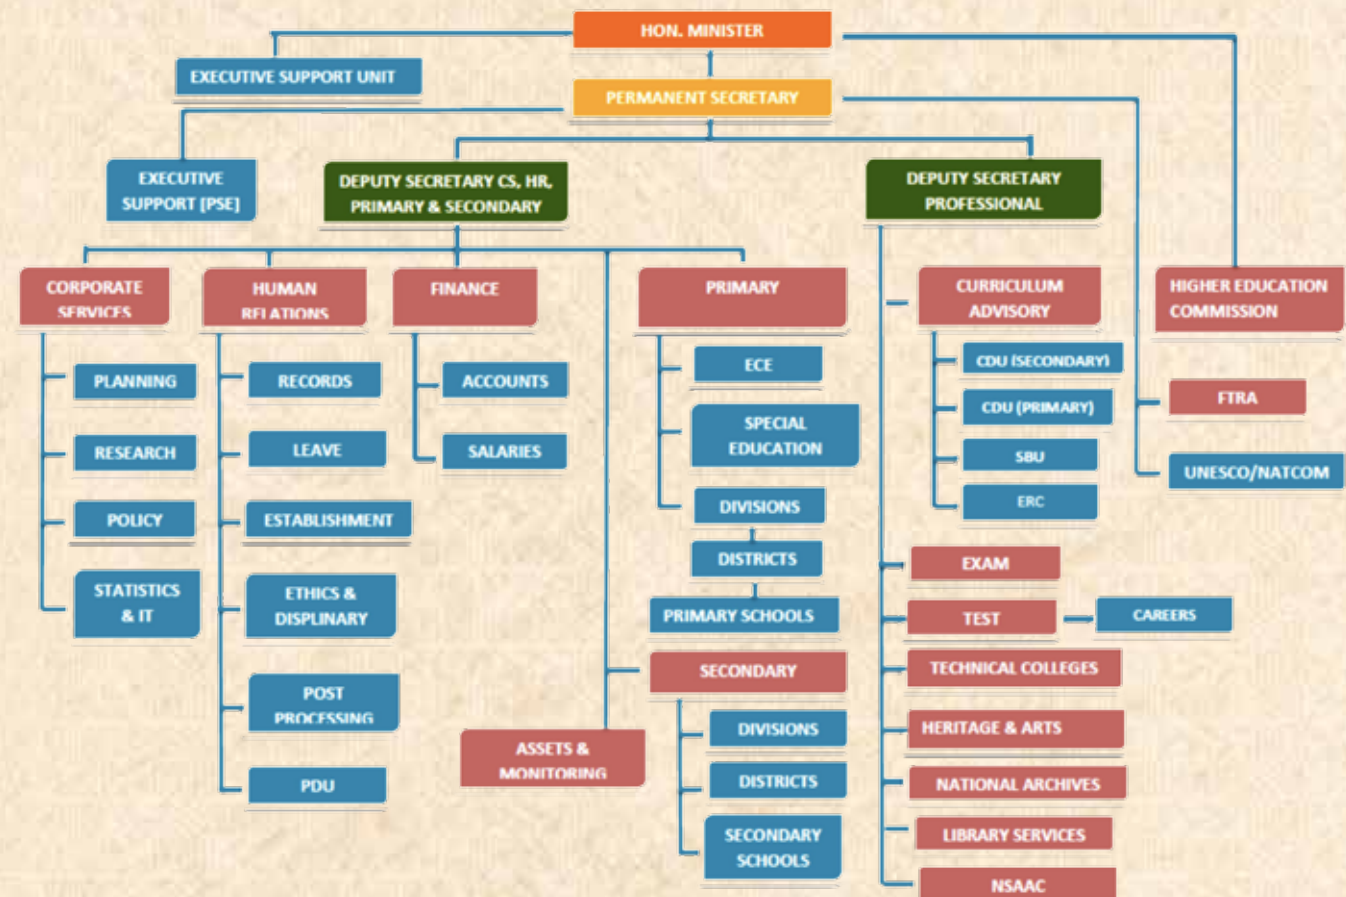 HON. MINISTER
EXECUTIVE SUPPORT UNIT
PERMANENT SECRETARY
EXECUTIVE
SUPPORT [PSE]
DEPUTY SECRETARY CS, HR,
PRIMARY & SECONDARY
DEPUTY SECRETARY
PROFESSIONAL
CORPORATE
SERVICES
PLANNING
RESEARCH
POLICY
STATISTICS
& IT
HUMAN
RELATIONS
RECORDS
LEAVE
ESTABLISHMENT
ETHICS &
DISPLINARY
POST
PROCESSING
PDU
FINANCE
ACCOUNTS
SALARIES
ASSETS &
MONITORING
PRIMARY
ECE
SPECIAL
EDUCATION
DIVISIONS
DISTRICTS
PRIMARY SCHOOLS
SECONDARY
DIVISIONS
DISTRICTS
SECONDARY
SCHOOLS
CURRICULUM
ADVISORY
CDU (SECONDARY)
CDU (PRIMARY)
SBU
ERC
EXAM
TEST
CAREERS
TECHNICAL COLLEGES
HERITAGE & ARTS
NATIONAL ARCHIVES
LIBRARY SERVICES
NSAAC
HIGHER EDUCATION
COMMISSION
FTRA
UNESCO/NATCOM